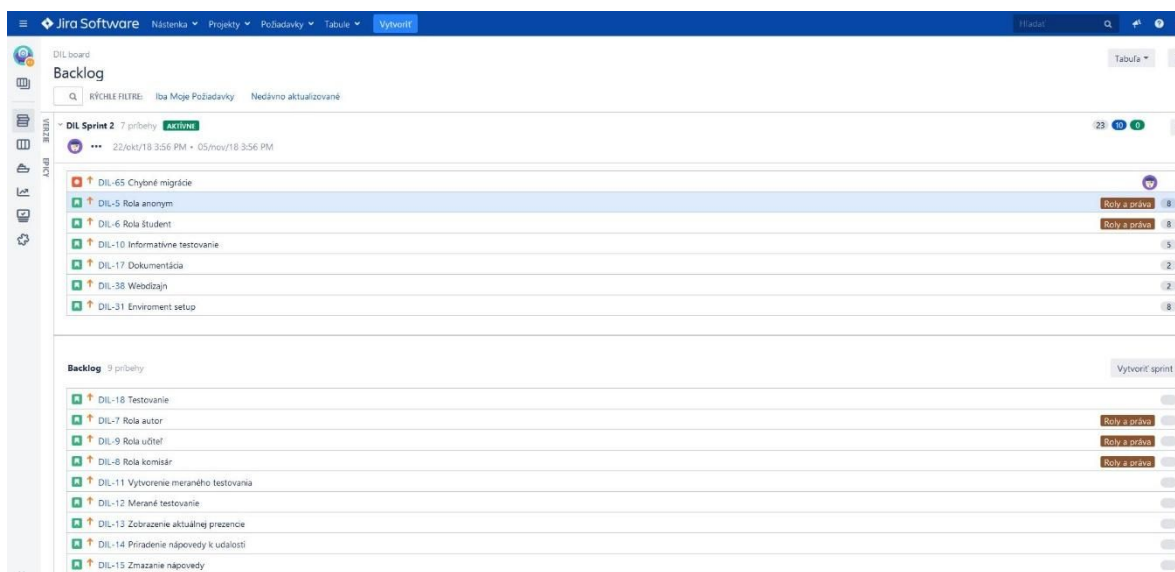 Jira Software Nástenka Projekty Požiadavky Tabule Vytvoriť Hľadať
DIL board
Tabuľa
Backlog
RÝCHLE FILTRE: Iba Moje Požiadavky Nedávno aktualizované
VERZIE
EPICY
DIL Sprint 2 7 príbehy AKTÍVNE 23 10 0
22/okt/18 3:56 PM • 05/nov/18 3:56 PM
DIL-65 Chybné migrácie
DIL-5 Rola anonym Roly a práva 8
DIL-6 Rola študent Roly a práva 8
DIL-10 Informatívne testovanie 5
DIL-17 Dokumentácia 2
DIL-38 Webdizajn 2
DIL-31 Enviroment setup 8
Backlog 9 príbehy Vytvoriť sprint
DIL-18 Testovanie
DIL-7 Rola autor Roly a práva
DIL-9 Rola učiteľ Roly a práva
DIL-8 Rola komisár Roly a práva
DIL-11 Vytvorenie meraného testovania
DIL-12 Merané testovanie
DIL-13 Zobrazenie aktuálnej prezencie
DIL-14 Priradenie nápovedy k udalosti
DIL-15 Zmazanie nápovedy